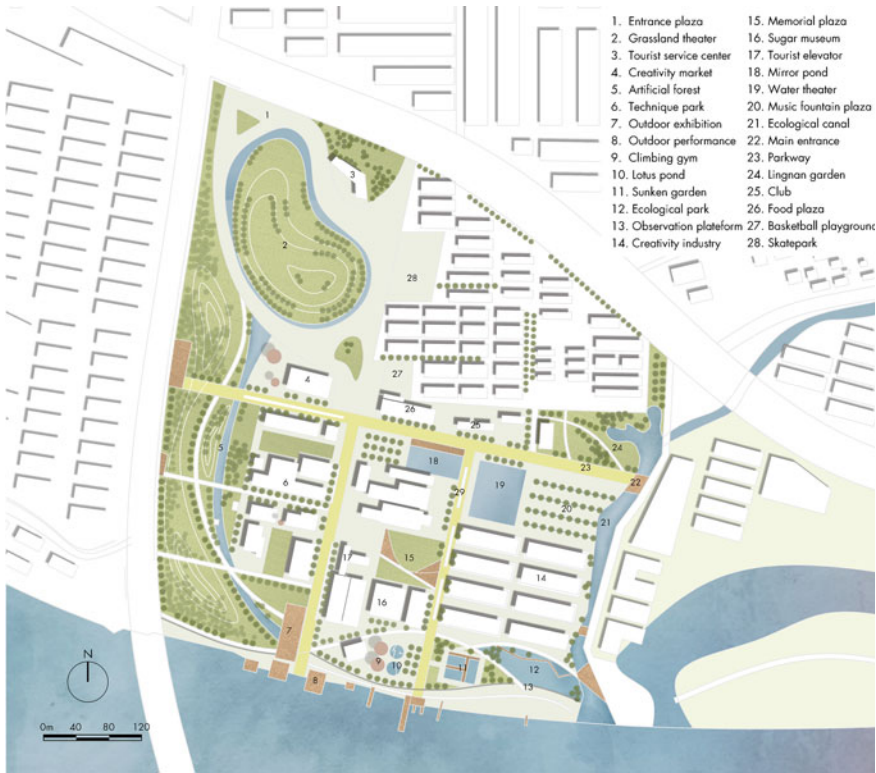 1. Entrance plaza
2. Grassland theater
3. Tourist service center
4. Creativity market
5. Artificial forest
6. Technique park
7. Outdoor exhibition
8. Outdoor performance
9. Climbing gym
10. Lotus pond
11. Sunken garden
12. Ecological park
13. Observation plateform
14. Creativity industry
15. Memorial plaza
16. Sugar museum
17. Tourist elevator
18. Mirror pond
19. Water theater
20. Music fountain plaza
21. Ecological canal
22. Main entrance
23. Parkway
24. Lingnan garden
25. Club
26. Food plaza
27. Basketball playground
28. Skatepark
1
3
2
28
27
4
26
25
24
5
18
23
6
29
19
22
20
21
17
15
14
16
7
9
10
11
12
8
13
N
0m 40 80 120